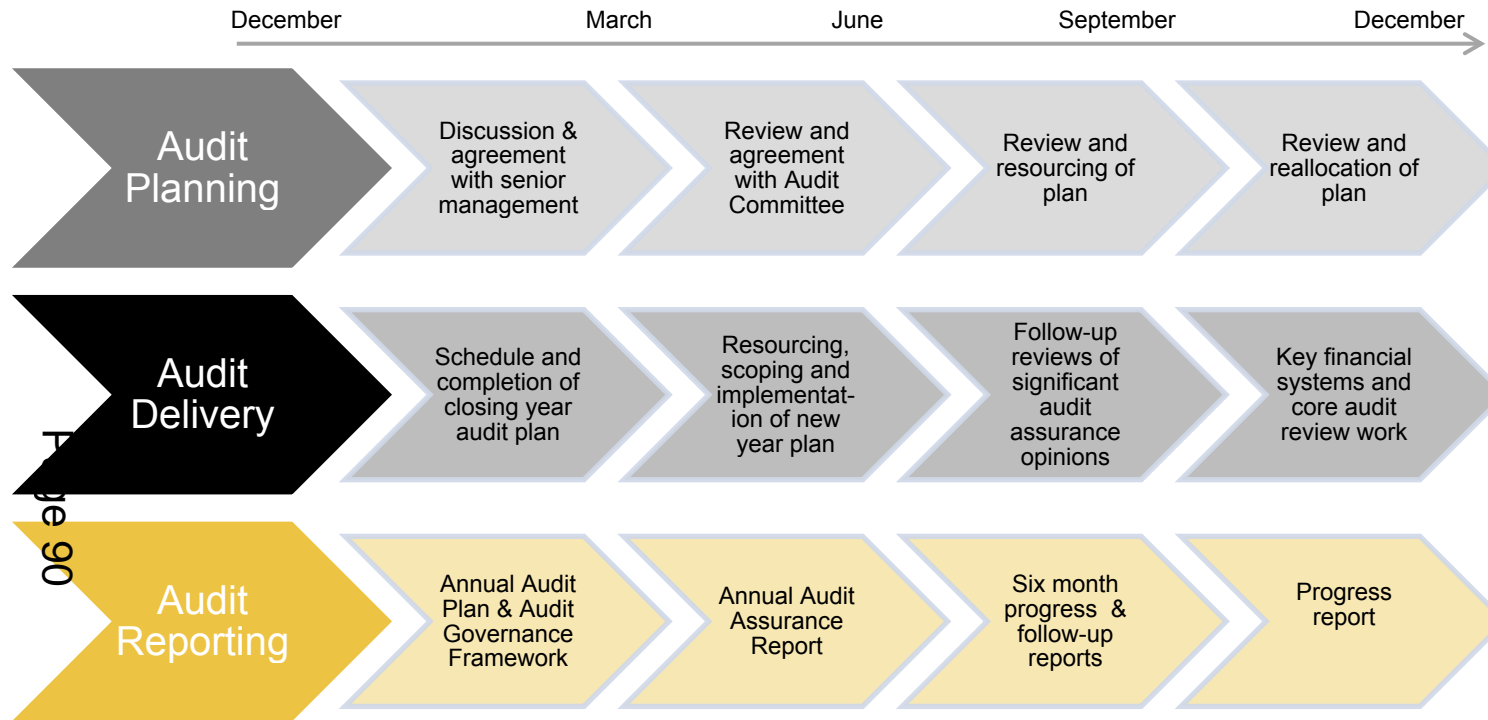 December March June September December
Audit
Planning
Discussion &
agreement
with senior
management
Review and
agreement
with Audit
Committee
Review and
resourcing of
plan
Review and
reallocation of
plan
Audit
Delivery
Schedule and
completion of
closing year
audit plan
Resourcing,
scoping and
implementat-
ion of new
year plan
Follow-up
reviews of
significant
audit
assurance
opinions
Key financial
systems and
core audit
review work
Page 90
Audit
Reporting
Annual Audit
Plan & Audit
Governance
Framework
Annual Audit
Assurance
Report
Six month
progress &
follow-up
reports
Progress
report